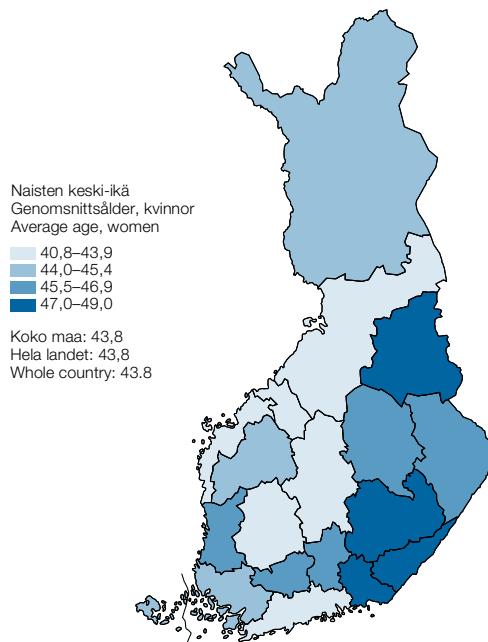 Naisten keski-ikä
Genomsnittsålder, kvinnor
Average age, women
40,8–43,9
44,0–45,4
45,5–46,9
47,0–49,0
Koko maa: 43,8
Hela landet: 43,8
Whole country: 43.8